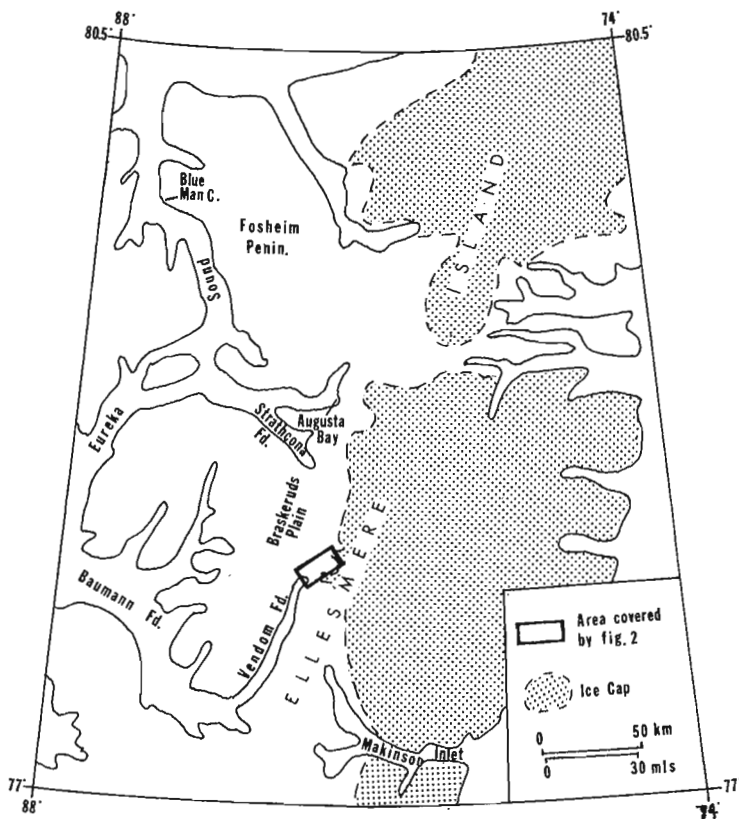 88°
74°
80.5°
80.5°
Blue
Man C.
Fosheim
Penin.
Sound
ISLAND
Eureka
Strathcona
Fd.
Augusta
Bay
Braskeruds
Plain
ELLESMERE
Baumann Fd.
Vendom Fd.
Makinson Inlet
Area covered
by fig. 2
Ice Cap
0 50 km
0 30 mls
77°
77
88